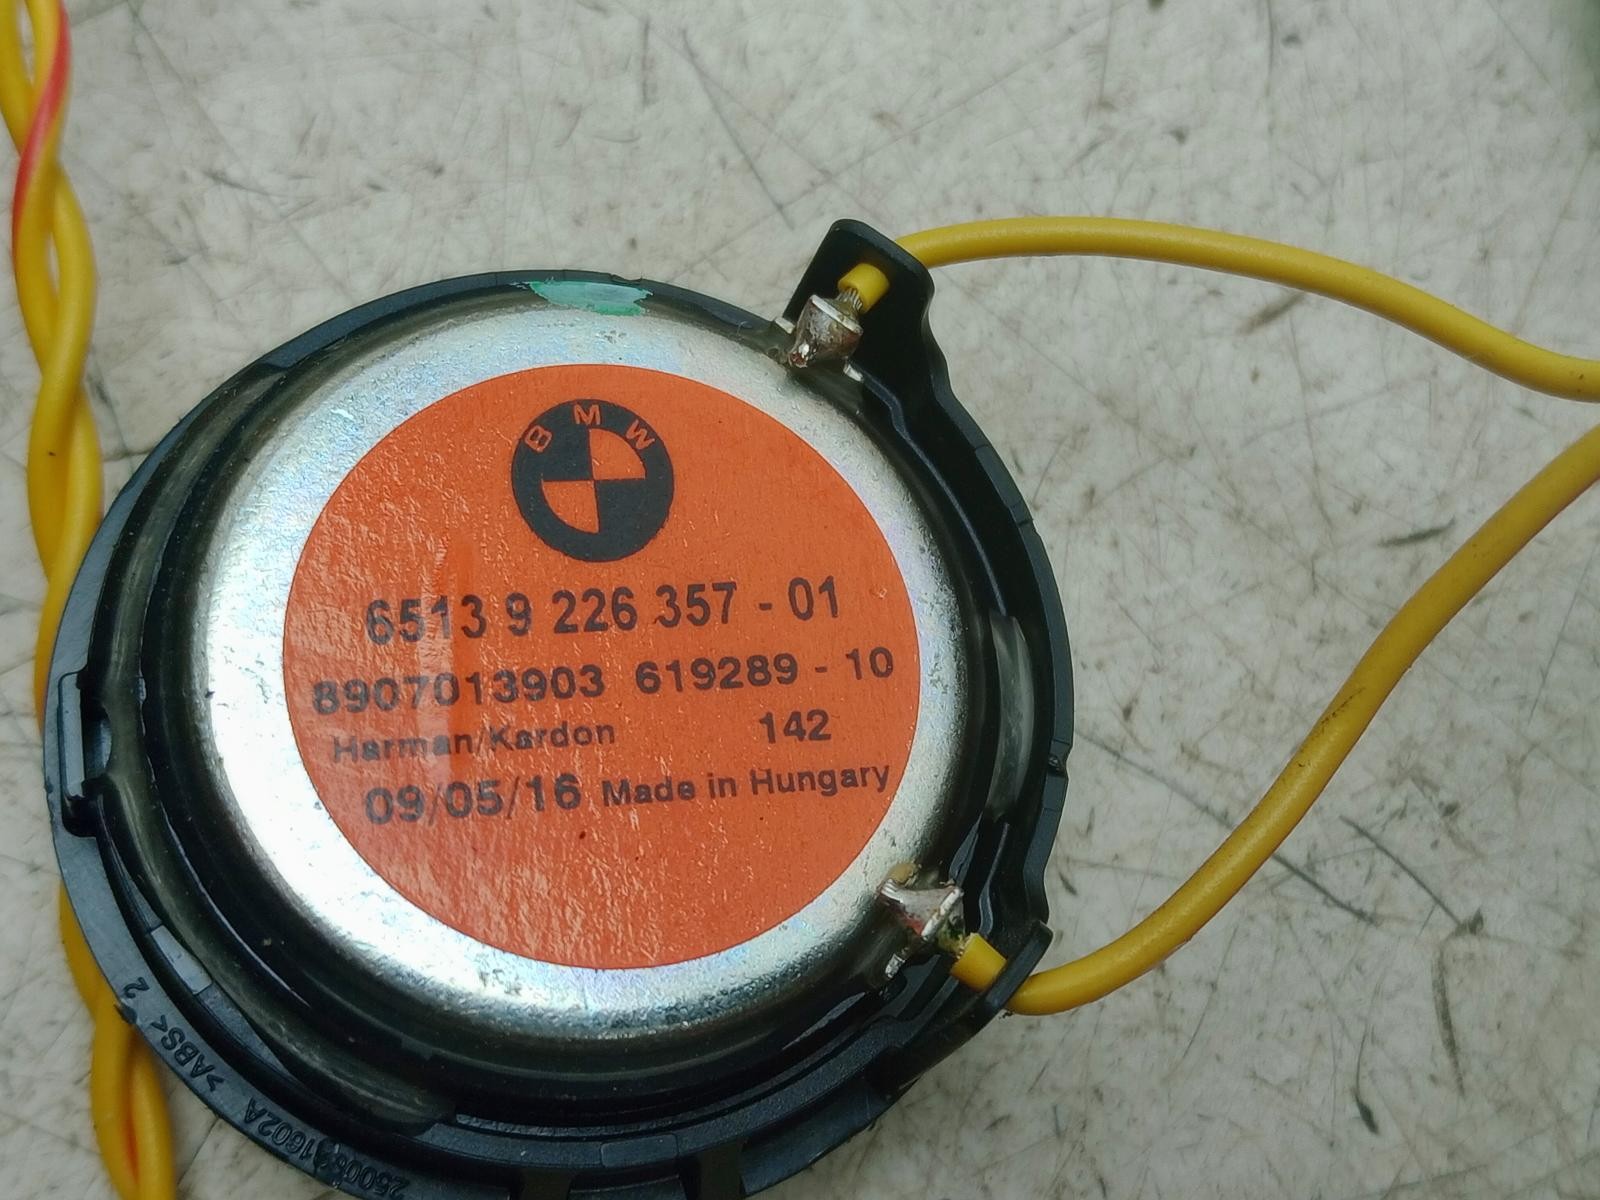 BMW
6513 9 226 357 - 01
8907013903 619289 - 10
Harman/Kardon 142
09/05/16 Made in Hungary
>ABS< 2